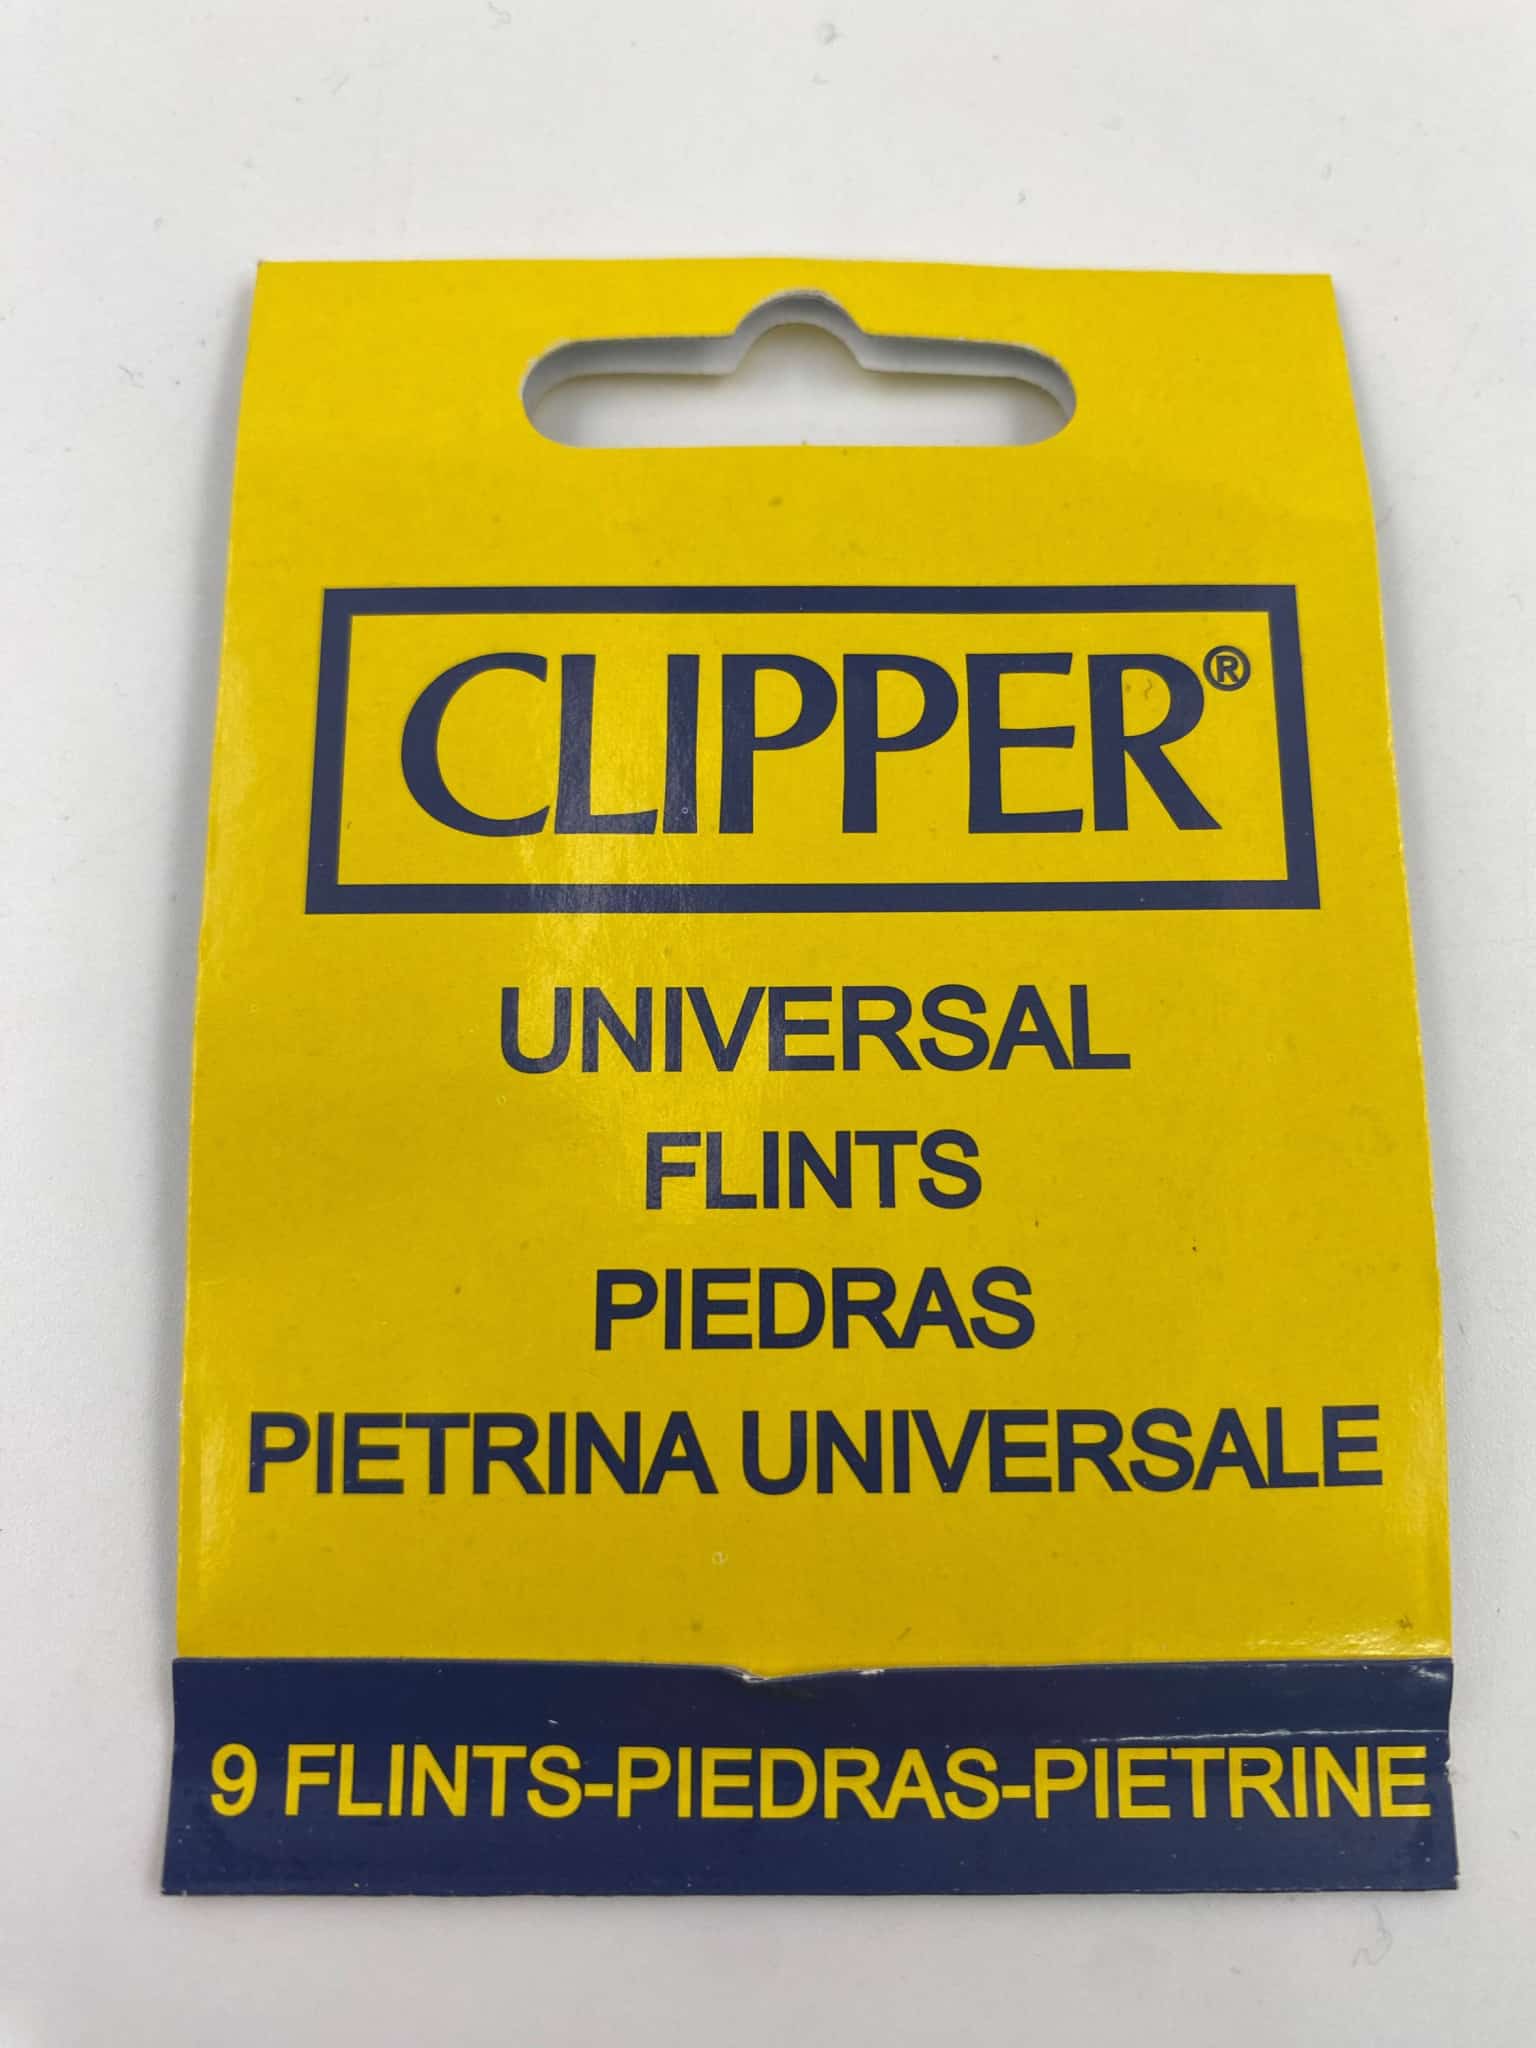 CLIPPER®
UNIVERSAL
FLINTS
PIEDRAS
PIETRINA UNIVERSALE
9 FLINTS-PIEDRAS-PIETRINE